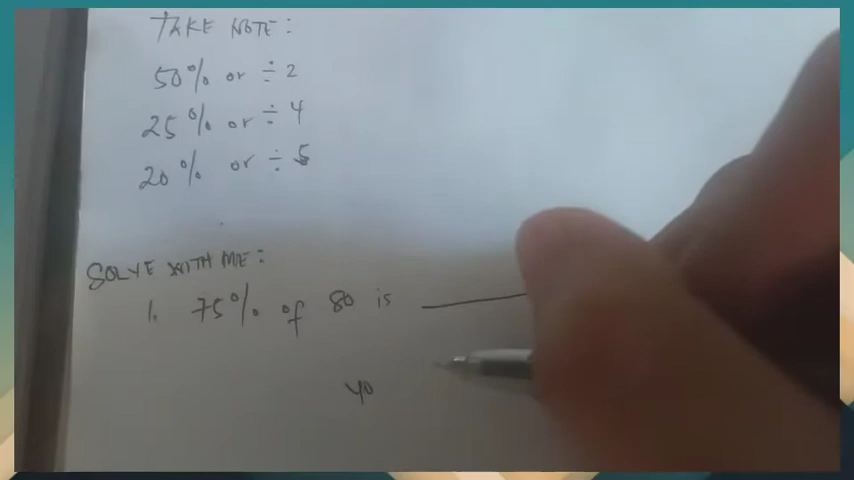 TAKE NOTE:
50% or ÷ 2
25% or ÷ 4
20% or ÷ 5
SOLVE WITH ME:
1. 75% of 80 is ____
40